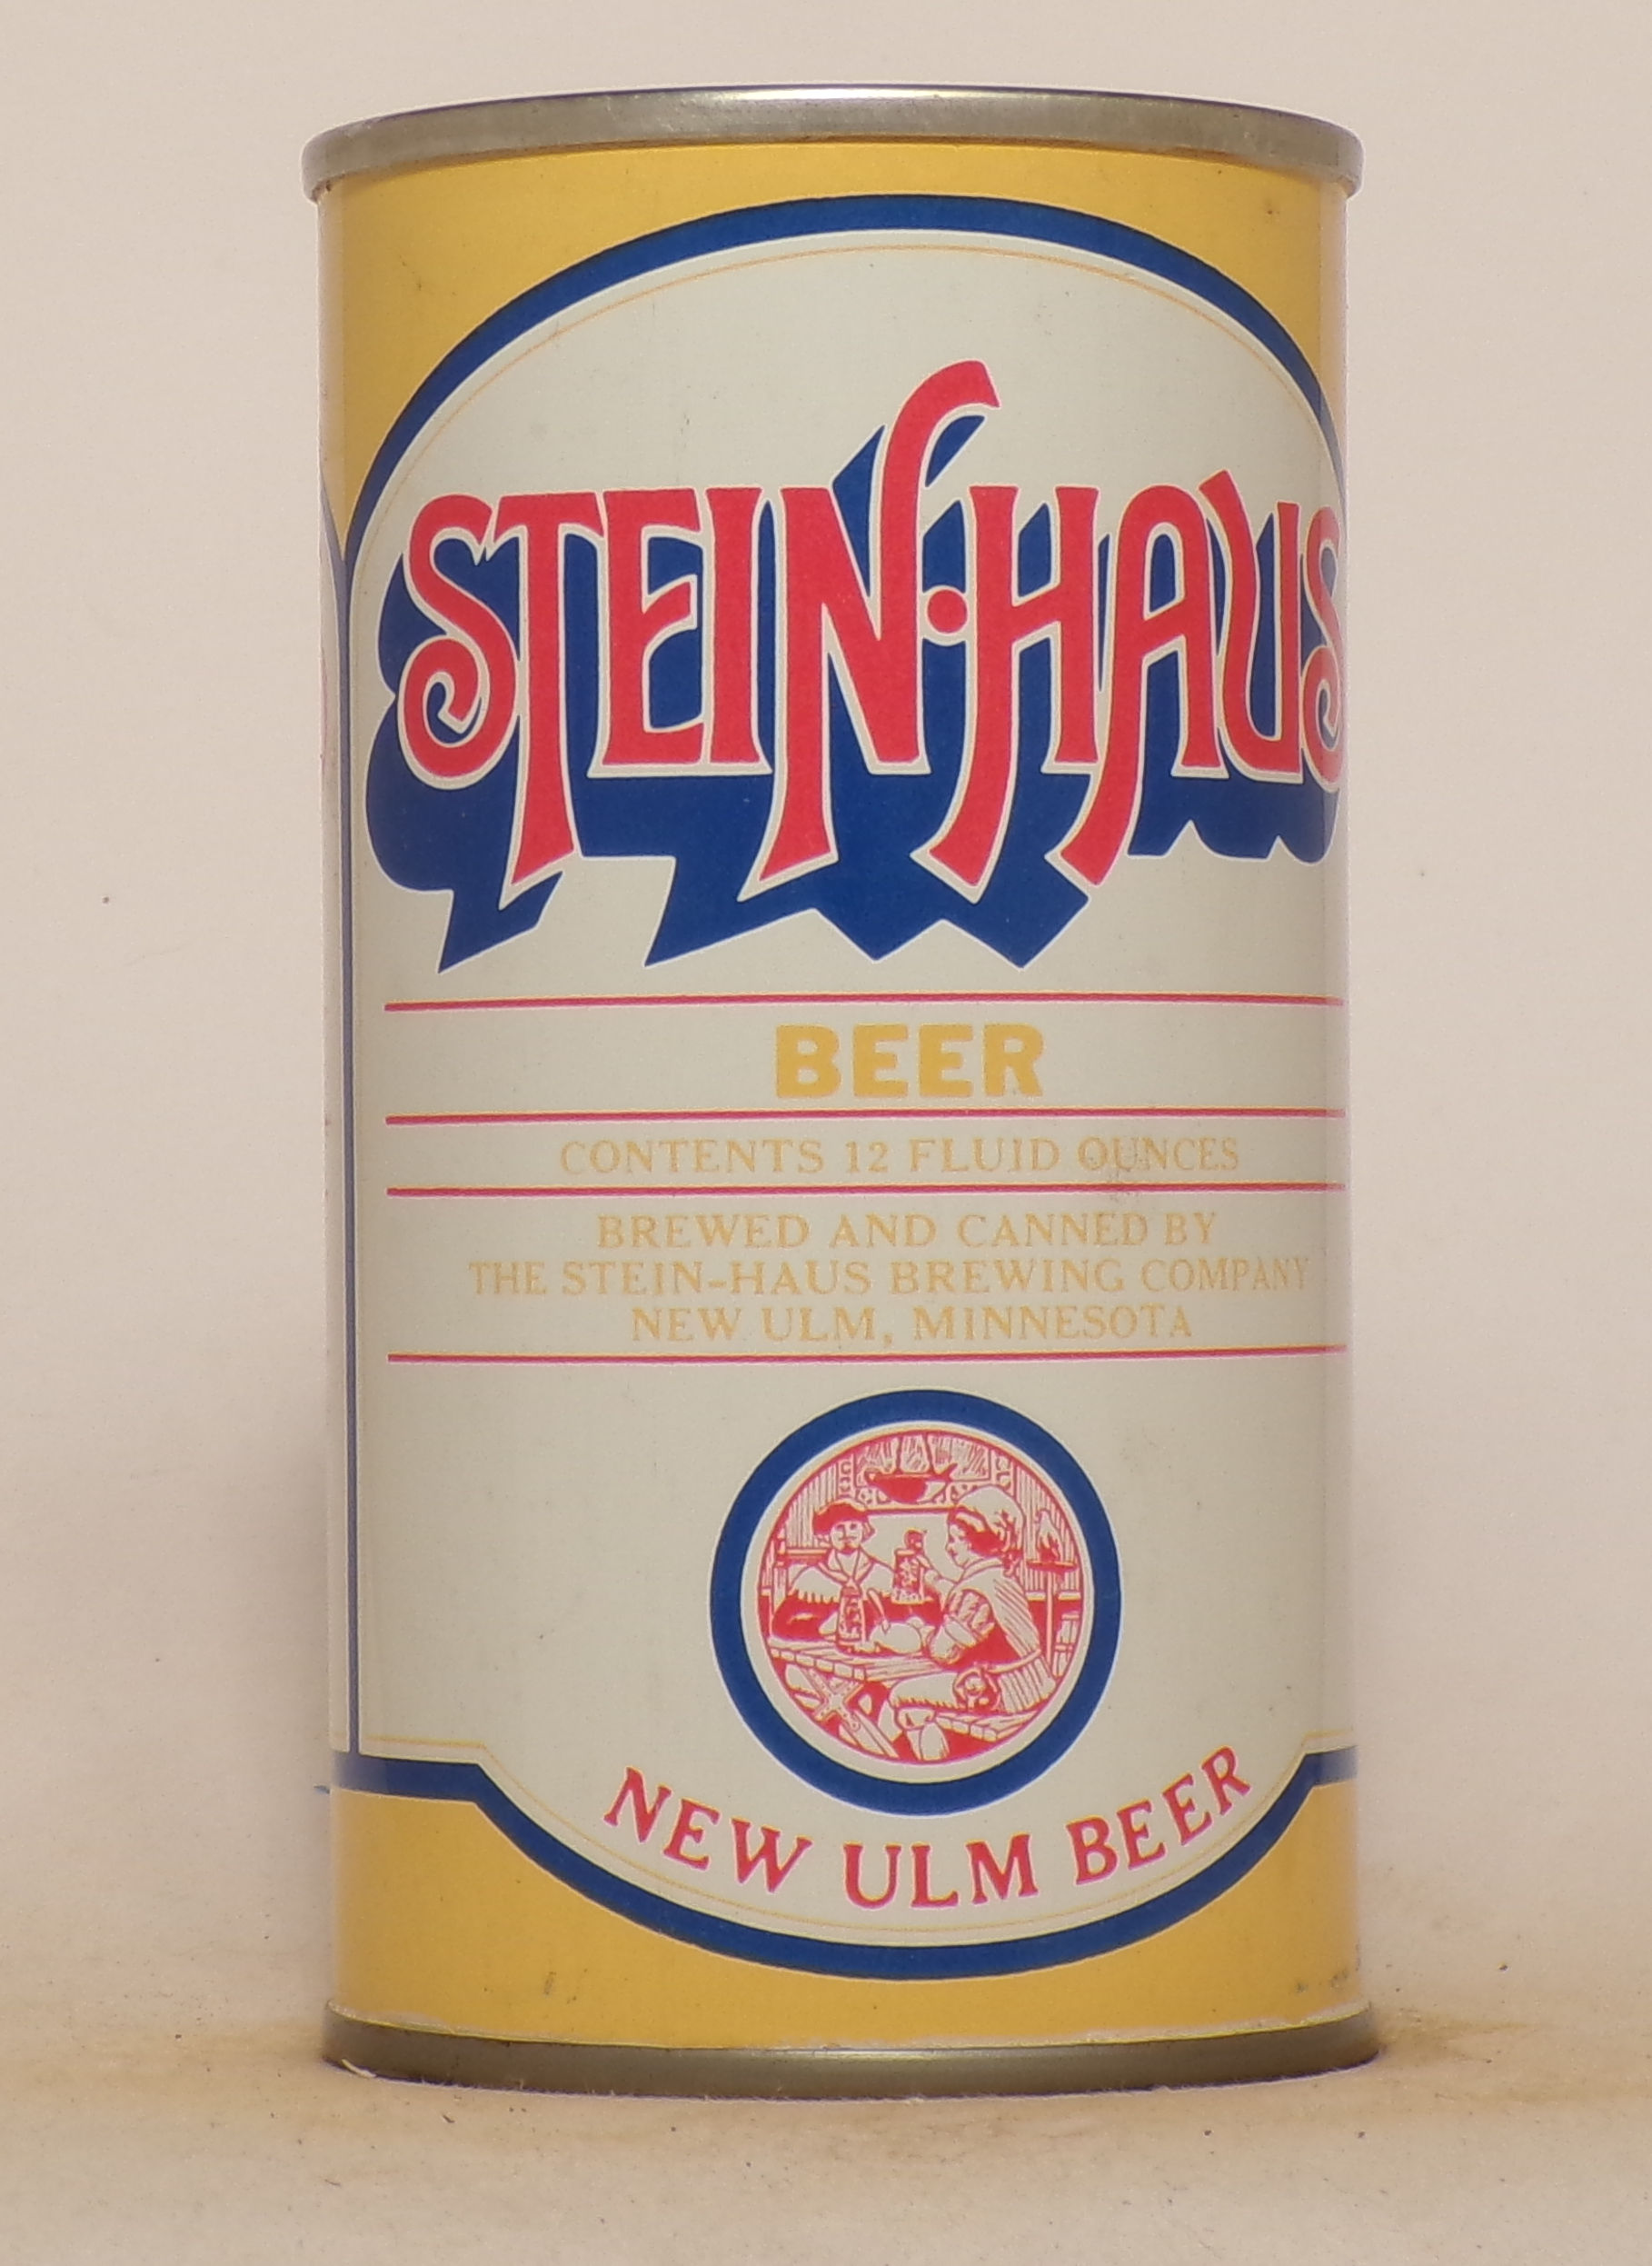 STEIN·HAUS
BEER
CONTENTS 12 FLUID OUNCES
BREWED AND CANNED BY
THE STEIN-HAUS BREWING COMPANY
NEW ULM, MINNESOTA
NEW ULM BEER